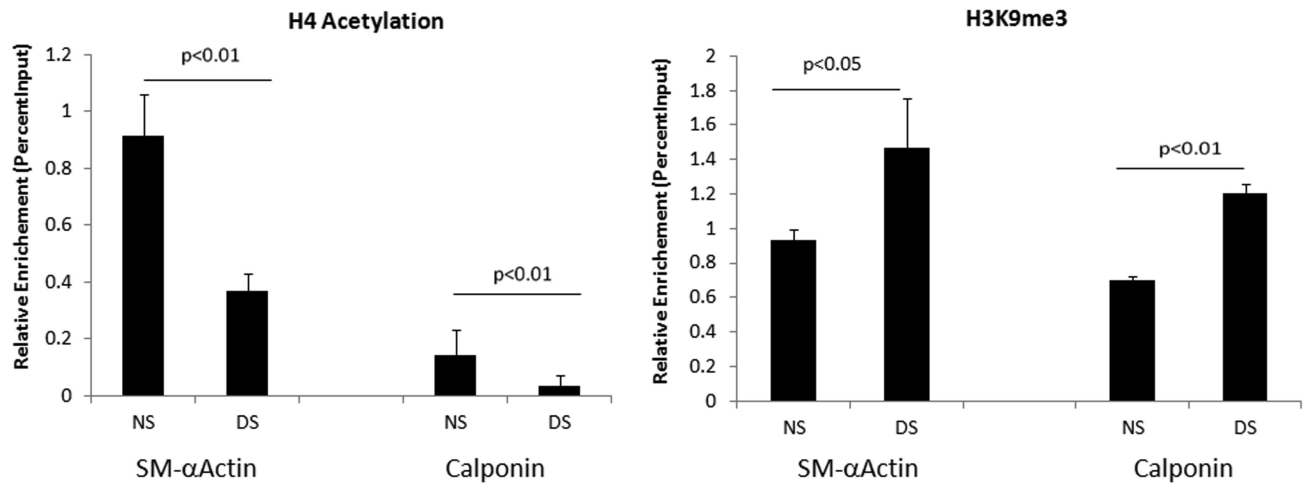 H4 Acetylation
Relative Enrichement (PercentInput)
1.2
1
0.8
0.6
0.4
0.2
0
p<0.01
p<0.01
NS
DS
NS
DS
SM-αActin
Calponin
H3K9me3
Relative Enrichement (PercentInput)
2
1.8
1.6
1.4
1.2
1
0.8
0.6
0.4
0.2
0
p<0.05
p<0.01
NS
DS
NS
DS
SM-αActin
Calponin